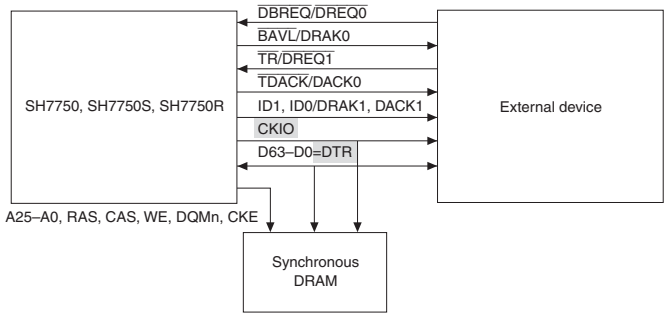 DBREQ/DREQ0
BAVL/DRAK0
TR/DREQ1
TDACK/DACK0
ID1, ID0/DRAK1, DACK1
CKIO
D63–D0=DTR
SH7750, SH7750S, SH7750R
External device
A25–A0, RAS, CAS, WE, DQMn, CKE
Synchronous
DRAM